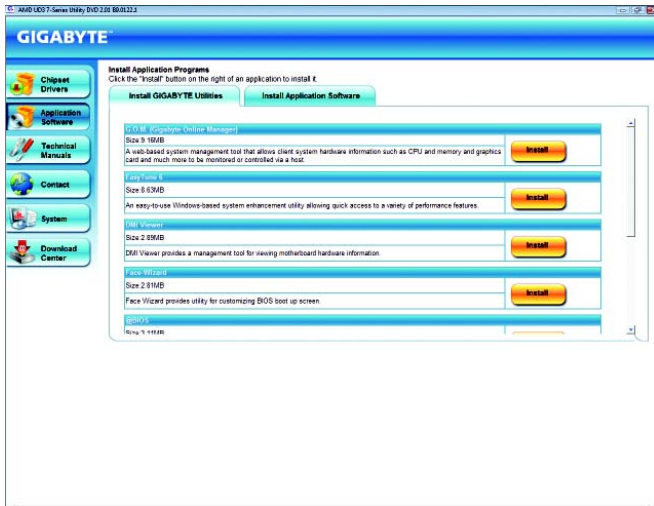 AMD UD3 7-Series Utility DVD 2.01 B9.0122.1
GIGABYTE
Chipset
Drivers
Application
Software
Technical
Manuals
Contact
System
Download
Center
Install Application Programs
Click the "Install" button on the right of an application to install it.
Install GIGABYTE Utilities
Install Application Software
G.O.M. (Gigabyte Online Manager)
Size:9.16MB
A web-based system management tool that allows client system hardware information such as CPU and memory and graphics
card and much more to be monitored or controlled via a host.
Install
EasyTune 6
Size:8.63MB
An easy-to-use Windows-based system enhancement utility allowing quick access to a variety of performance features.
Install
DMI Viewer
Size:2.89MB
DMI Viewer provides a management tool for viewing motherboard hardware information.
Install
Face-Wizard
Size:2.61MB
Face Wizard provides utility for customizing BIOS boot up screen.
Install
@BIOS
Size:3.11MB